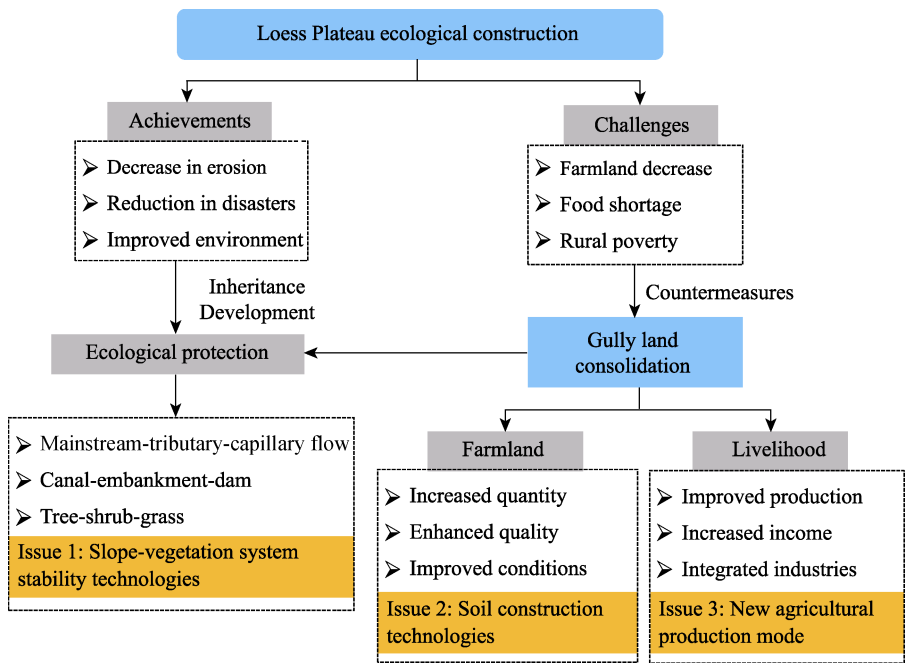 Loess Plateau ecological construction
Achievements
Decrease in erosion
Reduction in disasters
Improved environment
Challenges
Farmland decrease
Food shortage
Rural poverty
Inheritance
Development
Countermeasures
Ecological protection
Gully land
consolidation
Mainstream-tributary-capillary flow
Canal-embankment-dam
Tree-shrub-grass
Issue 1: Slope-vegetation system
stability technologies
Farmland
Increased quantity
Enhanced quality
Improved conditions
Issue 2: Soil construction
technologies
Livelihood
Improved production
Increased income
Integrated industries
Issue 3: New agricultural
production mode